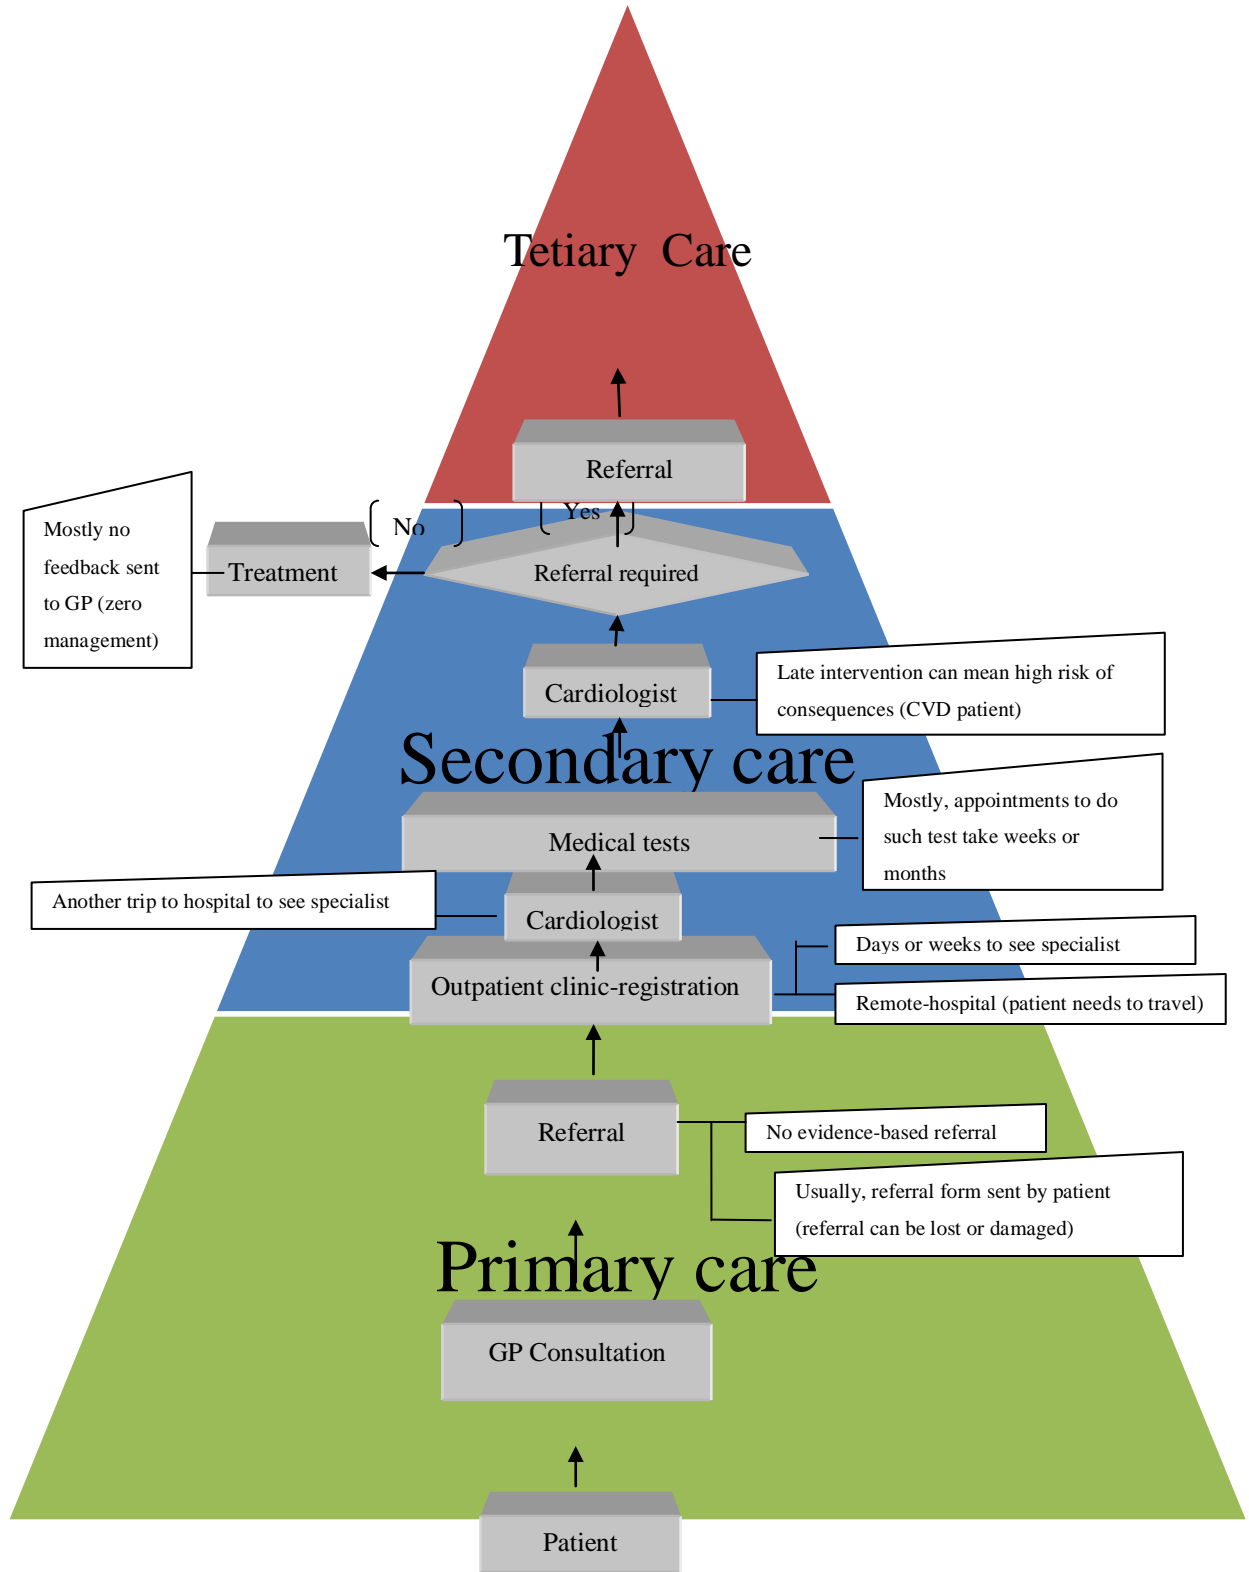 Tetiary  Care
Referral
Yes
No
Mostly no
feedback sent
to GP (zero
management)
Treatment
Referral required
Cardiologist
Late intervention can mean high risk of
consequences (CVD patient)
Secondary care
Mostly, appointments to do
such test take weeks or
months
Medical tests
Another trip to hospital to see specialist
Cardiologist
Days or weeks to see specialist
Outpatient clinic-registration
Remote-hospital (patient needs to travel)
Referral
No evidence-based referral
Usually, referral form sent by patient
(referral can be lost or damaged)
Primary care
GP Consultation
Patient